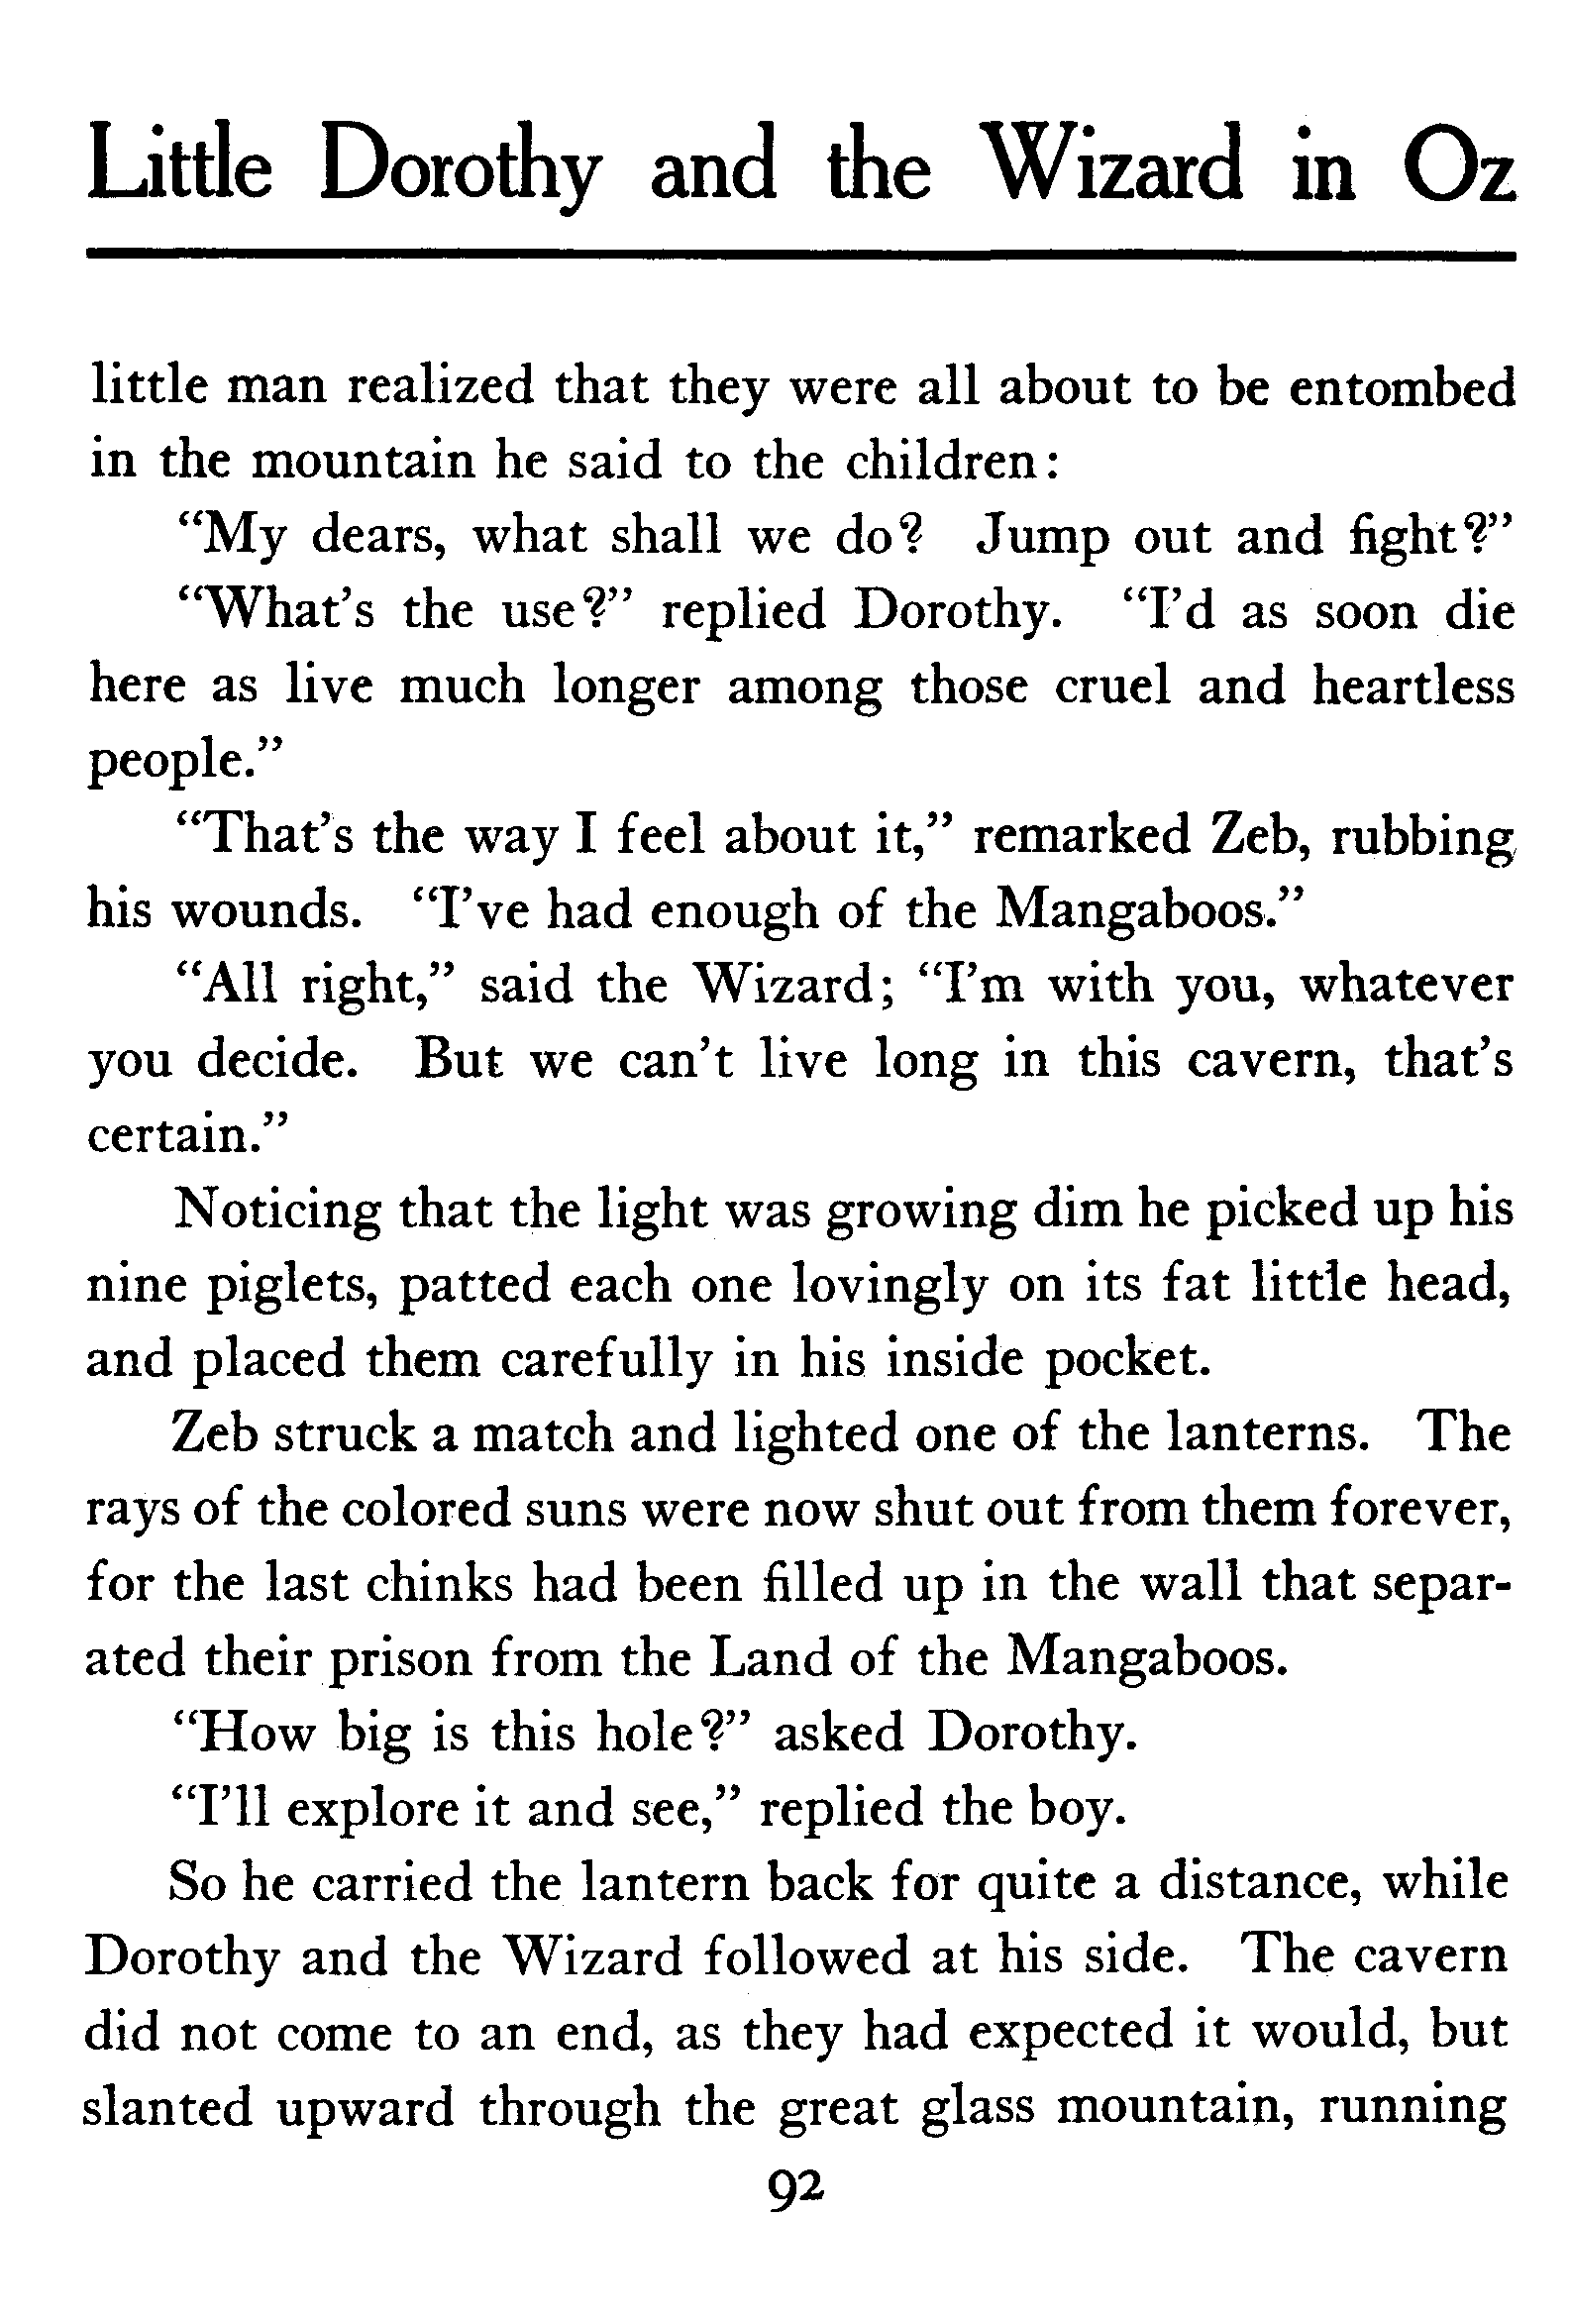 Little Dorothy and the Wizard in Oz
little man realized that they were all about to be entombed
in the mountain he said to the children:
“My dears, what shall we do? Jump out and fight?”
“What’s the use?” replied Dorothy. “I’d as soon die
here as live much longer among those cruel and heartless
people.”
“That’s the way I feel about it,” remarked Zeb, rubbing
his wounds. “I’ve had enough of the Mangaboos.”
“All right,” said the Wizard; “I’m with you, whatever
you decide. But we can’t live long in this cavern, that’s
certain.”
Noticing that the light was growing dim he picked up his
nine piglets, patted each one lovingly on its fat little head,
and placed them carefully in his inside pocket.
Zeb struck a match and lighted one of the lanterns. The
rays of the colored suns were now shut out from them forever,
for the last chinks had been filled up in the wall that separ-
ated their prison from the Land of the Mangaboos.
“How big is this hole?” asked Dorothy.
“I’ll explore it and see,” replied the boy.
So he carried the lantern back for quite a distance, while
Dorothy and the Wizard followed at his side. The cavern
did not come to an end, as they had expected it would, but
slanted upward through the great glass mountain, running
92